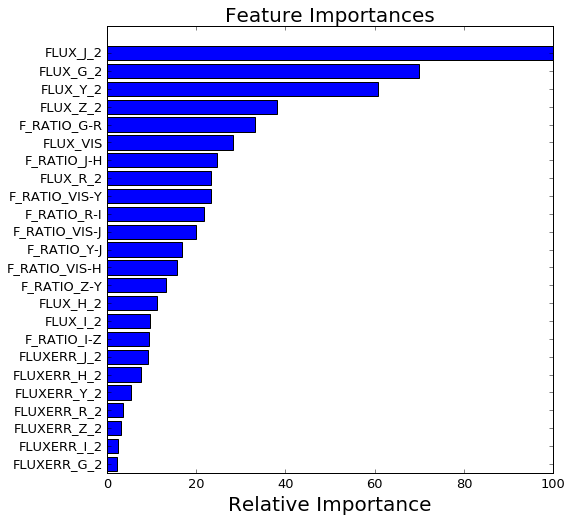 Feature Importances
FLUX_J_2
FLUX_G_2
FLUX_Y_2
FLUX_Z_2
F_RATIO_G-R
FLUX_VIS
F_RATIO_J-H
FLUX_R_2
F_RATIO_VIS-Y
F_RATIO_R-I
F_RATIO_VIS-J
F_RATIO_Y-J
F_RATIO_VIS-H
F_RATIO_Z-Y
FLUX_H_2
FLUX_I_2
F_RATIO_I-Z
FLUXERR_J_2
FLUXERR_H_2
FLUXERR_Y_2
FLUXERR_R_2
FLUXERR_Z_2
FLUXERR_I_2
FLUXERR_G_2
0 20 40 60 80 100
Relative Importance